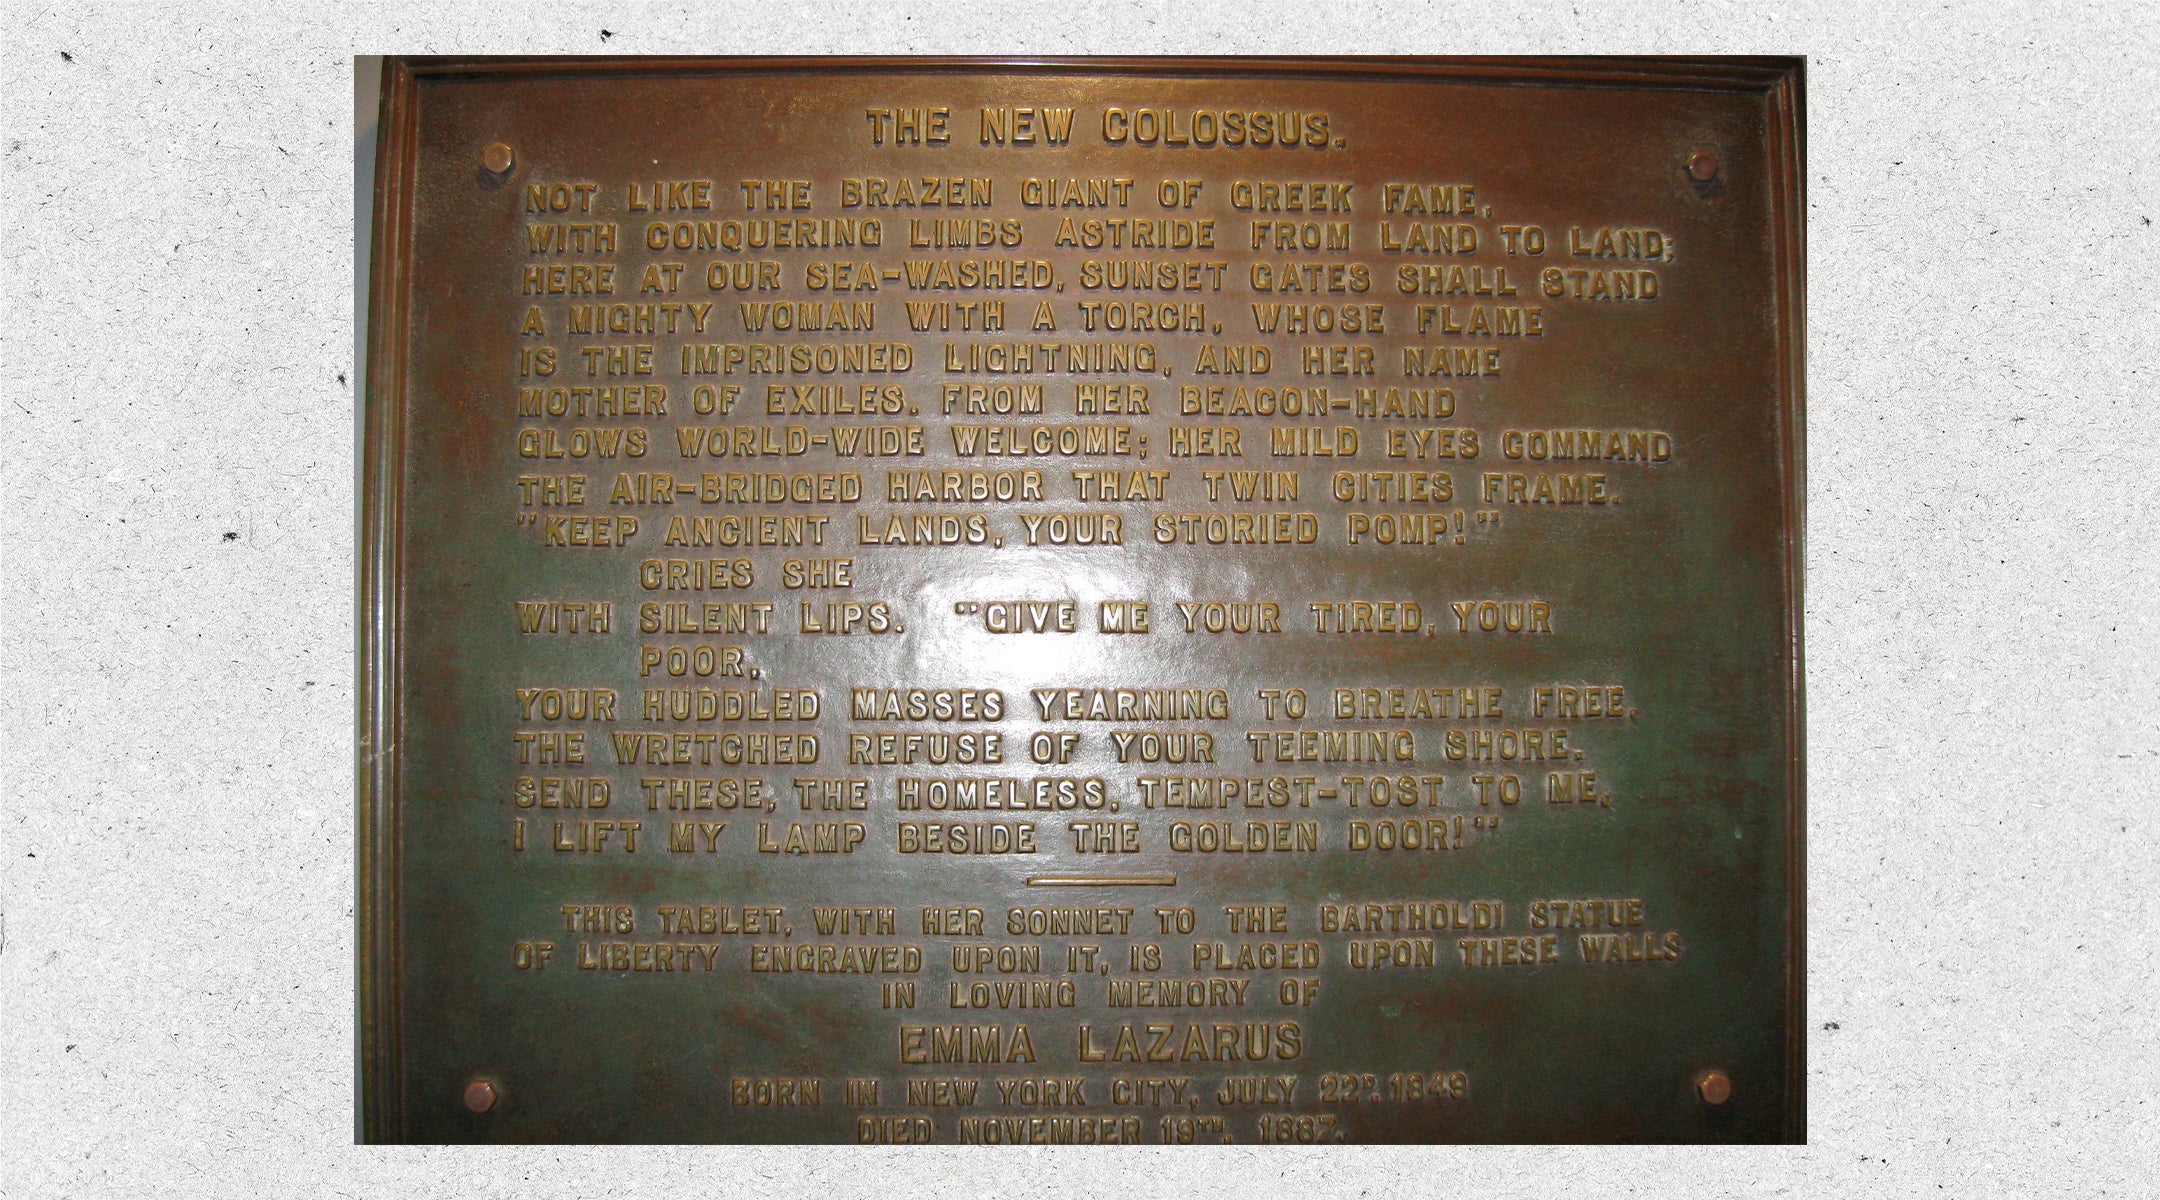 THE NEW COLOSSUS.
NOT LIKE THE BRAZEN GIANT OF GREEK FAME,
WITH CONQUERING LIMBS ASTRIDE FROM LAND TO LAND;
HERE AT OUR SEA-WASHED, SUNSET GATES SHALL STAND
A MIGHTY WOMAN WITH A TORCH, WHOSE FLAME
IS THE IMPRISONED LIGHTNING, AND HER NAME
MOTHER OF EXILES. FROM HER BEACON-HAND
GLOWS WORLD-WIDE WELCOME; HER MILD EYES COMMAND
THE AIR-BRIDGED HARBOR THAT TWIN CITIES FRAME.
"KEEP ANCIENT LANDS, YOUR STORIED POMP!"
CRIES SHE
WITH SILENT LIPS. "GIVE ME YOUR TIRED, YOUR
POOR,
YOUR HUDDLED MASSES YEARNING TO BREATHE FREE,
THE WRETCHED REFUSE OF YOUR TEEMING SHORE.
SEND THESE, THE HOMELESS, TEMPEST-TOST TO ME,
I LIFT MY LAMP BESIDE THE GOLDEN DOOR!"
THIS TABLET, WITH HER SONNET TO THE BARTHOLDI STATUE
OF LIBERTY ENGRAVED UPON IT, IS PLACED UPON THESE WALLS
IN LOVING MEMORY OF
EMMA LAZARUS
BORN IN NEW YORK CITY, JULY 22D, 1849
DIED NOVEMBER 19TH, 1887.